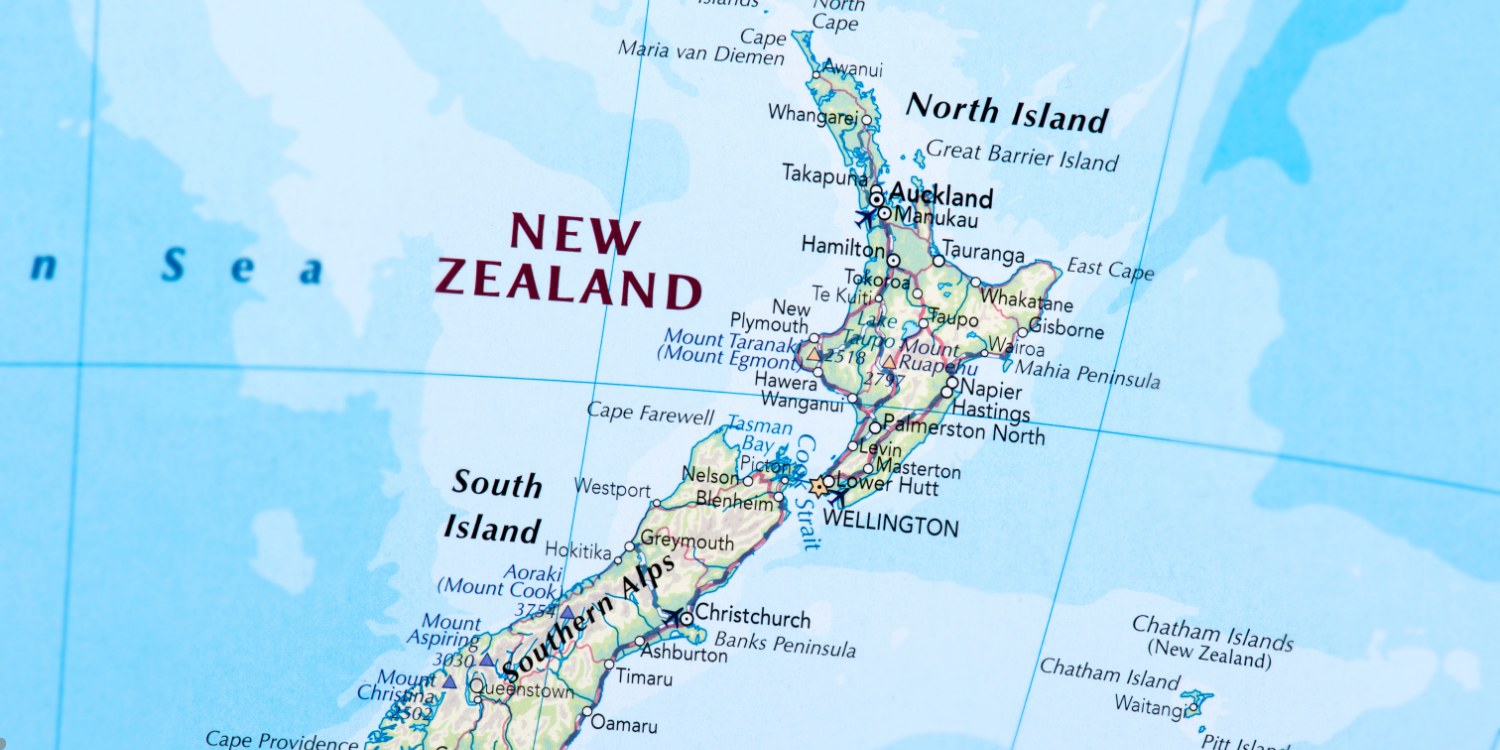 Islands
North
Cape
Cape
Maria van Diemen
Awanui
North Island
Whangarei
Great Barrier Island
Takapuna
Auckland
Manukau
NEW
ZEALAND
n Sea
Hamilton
Tauranga
East Cape
Tokoroa
Te Kuiti
Whakatane
New
Plymouth
Lake
Taupo
Taupo
Gisborne
Mount Taranaki
(Mount Egmont)
2518
Mount
Ruapehu
2797
Wairoa
Mahia Peninsula
Hawera
Napier
Wanganui
Hastings
Cape Farewell
Tasman
Bay
Cook Strait
Palmerston North
Levin
Masterton
Picton
Nelson
Lower Hutt
Blenheim
WELLINGTON
South
Island
Westport
Greymouth
Hokitika
Aoraki
(Mount Cook)
3754
Southern Alps
Mount
Aspiring
3030
Christchurch
Banks Peninsula
Ashburton
Mount
Christina
2502
Queenstown
Timaru
Oamaru
Cape Providence
Chatham Islands
(New Zealand)
Chatham Island
Waitangi
Pitt Island